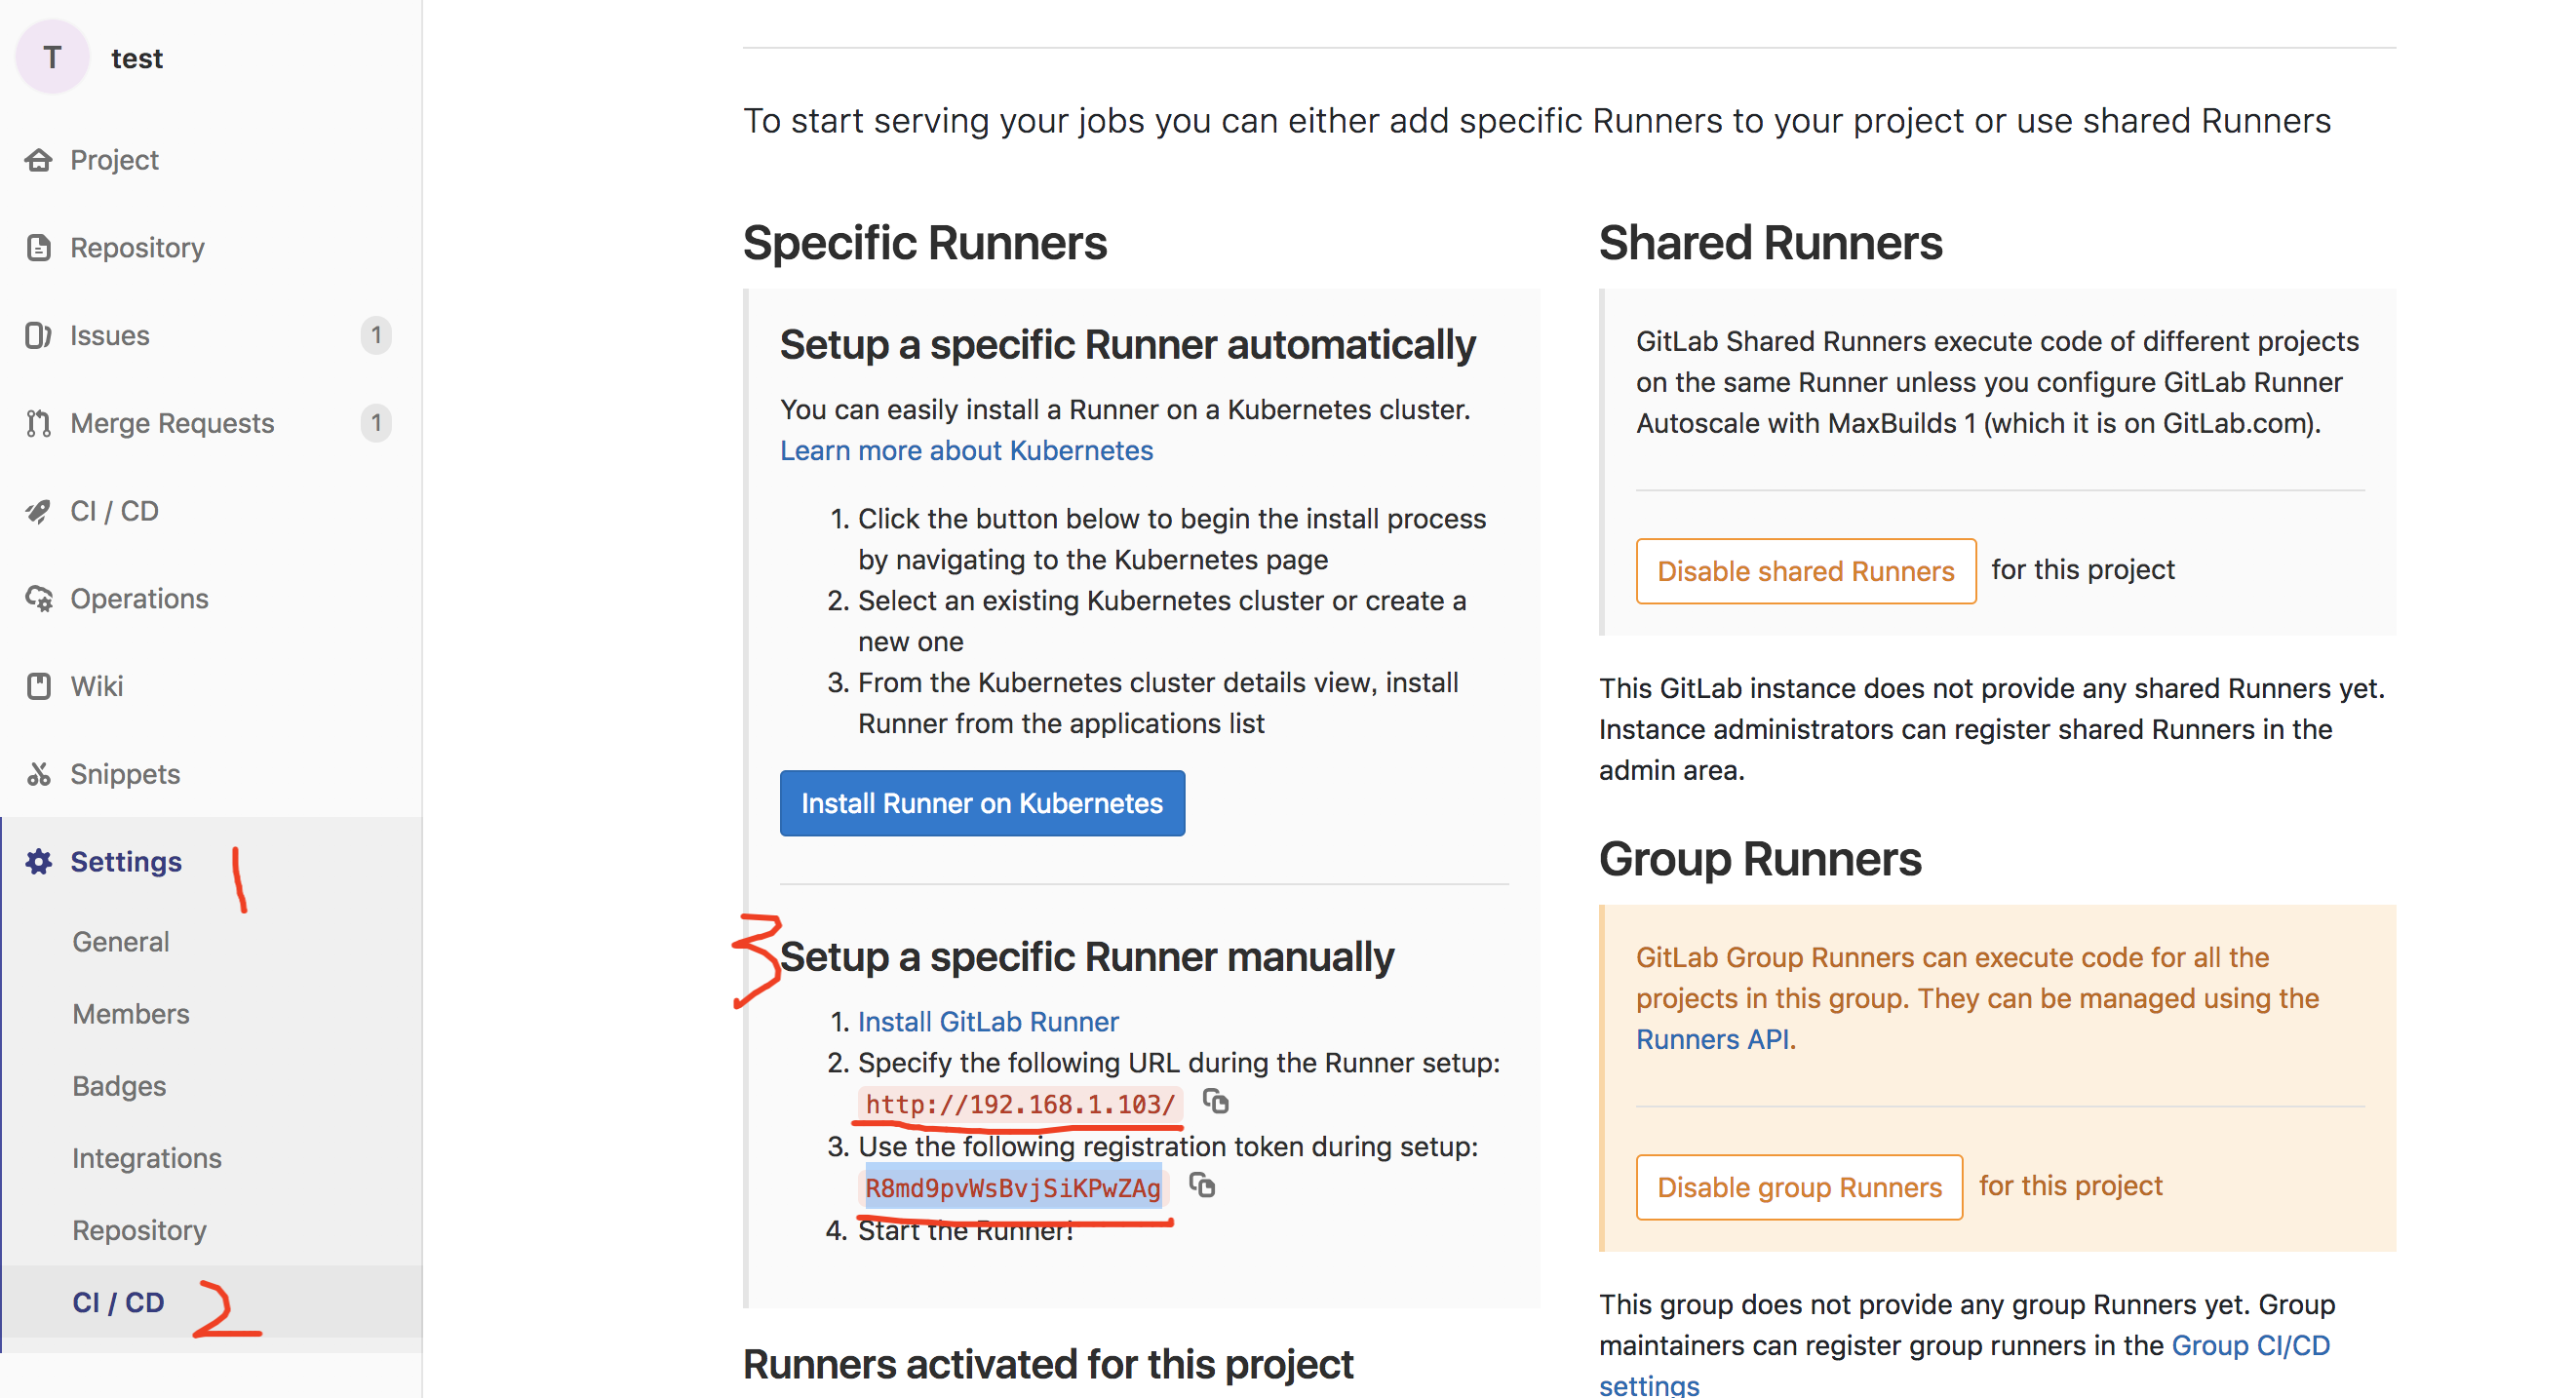 T test
Project
Repository
Issues 1
Merge Requests 1
CI / CD
Operations
Wiki
Snippets
Settings 1
General
Members
Badges
Integrations
Repository
CI / CD 2
To start serving your jobs you can either add specific Runners to your project or use shared Runners
Specific Runners
Setup a specific Runner automatically
You can easily install a Runner on a Kubernetes cluster.
Learn more about Kubernetes
1. Click the button below to begin the install process
by navigating to the Kubernetes page
2. Select an existing Kubernetes cluster or create a
new one
3. From the Kubernetes cluster details view, install
Runner from the applications list
Install Runner on Kubernetes
3 Setup a specific Runner manually
1. Install GitLab Runner
2. Specify the following URL during the Runner setup:
http://192.168.1.103/
3. Use the following registration token during setup:
R8md9pvWsBvjSiKPwZAg
4. Start the Runner!
Runners activated for this project
Shared Runners
GitLab Shared Runners execute code of different projects
on the same Runner unless you configure GitLab Runner
Autoscale with MaxBuilds 1 (which it is on GitLab.com).
Disable shared Runners for this project
This GitLab instance does not provide any shared Runners yet.
Instance administrators can register shared Runners in the
admin area.
Group Runners
GitLab Group Runners can execute code for all the
projects in this group. They can be managed using the
Runners API.
Disable group Runners for this project
This group does not provide any group Runners yet. Group
maintainers can register group runners in the Group CI/CD
settings